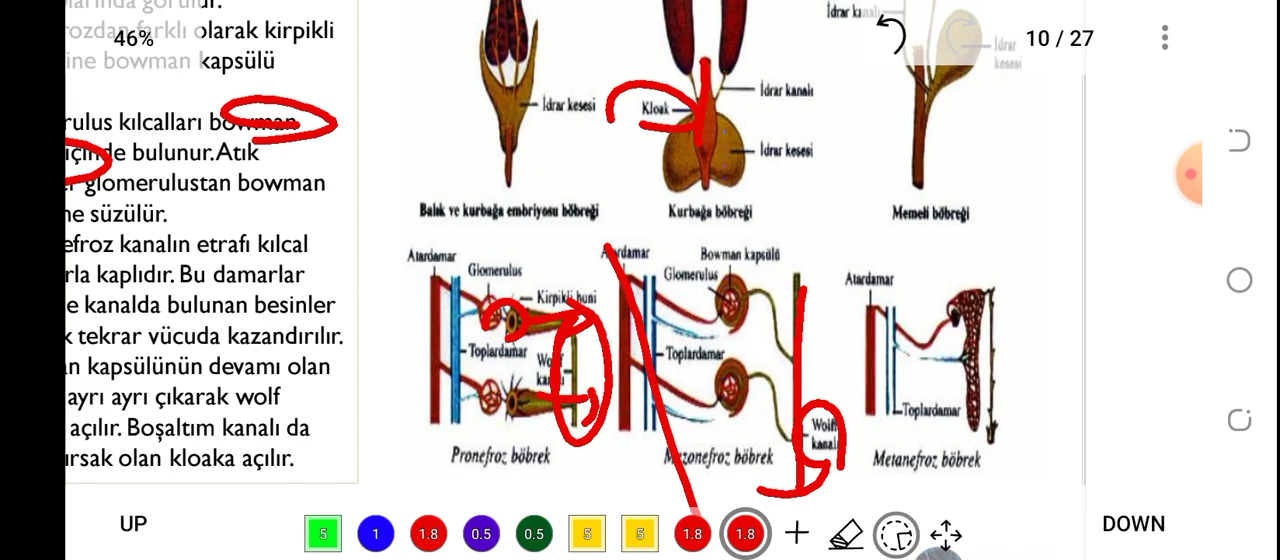 olarak kirpikli
46%
10 / 27
ine bowman kapsülü
rulus kılcalları bowman
içinde bulunur.Atık
glomerulustan bowman
ne süzülür.
efroz kanalın etrafı kılcal
rla kaplıdır. Bu damarlar
e kanalda bulunan besinler
k tekrar vücuda kazandırılır.
an kapsülünün devamı olan
ayrı ayrı çıkarak wolf
açılır. Boşaltım kanalı da
ırsak olan kloaka açılır.
İdrar kesesi
Kloak
İdrar kanalı
İdrar kesesi
İdrar
kesesi
Balık ve kurbağa embriyosu böbreği
Kurbağa böbreği
Memeli böbreği
Atardamar
Glomerulus
Kirpikli huni
Toplardamar
Pronefroz böbrek
Atardamar
Bowman kapsülü
Glomerulus
Toplardamar
Wolf
kanalı
Mezonefroz böbrek
Atardamar
Toplardamar
Metanefroz böbrek
UP
5
1
1.8
0.5
0.5
5
5
1.8
1.8
DOWN